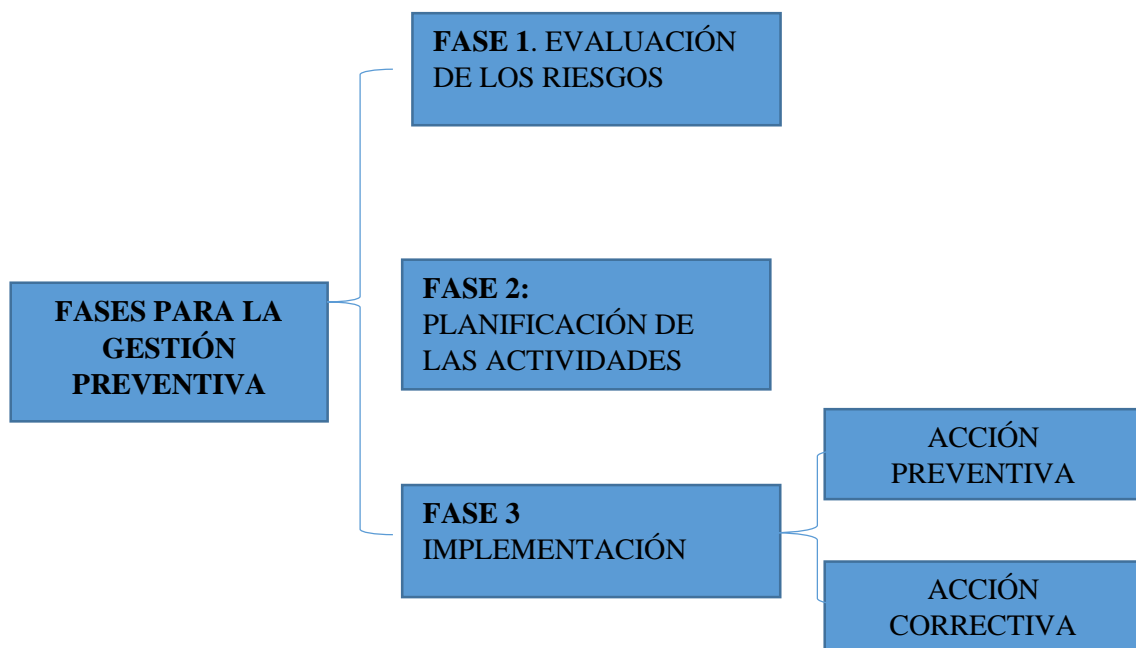 FASE 1. EVALUACIÓN
DE LOS RIESGOS
FASES PARA LA
GESTIÓN
PREVENTIVA
FASE 2:
PLANIFICACIÓN DE
LAS ACTIVIDADES
FASE 3
IMPLEMENTACIÓN
ACCIÓN
PREVENTIVA
ACCIÓN
CORRECTIVA